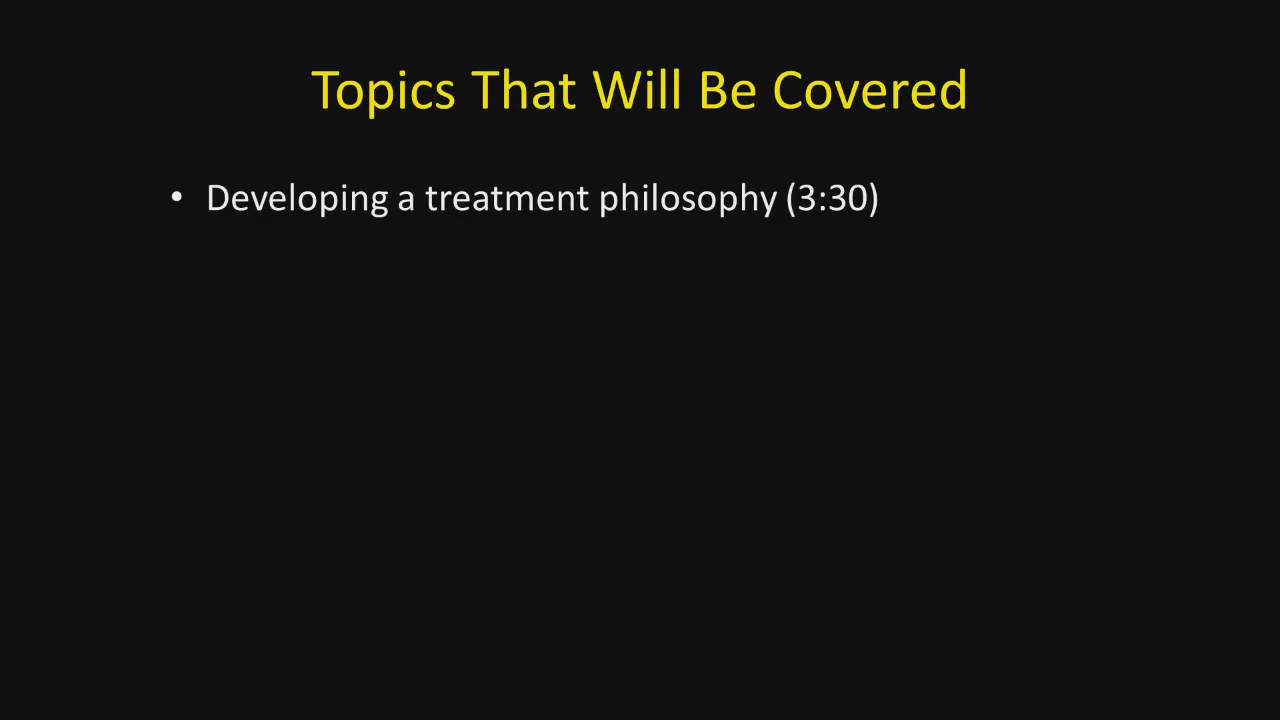 Topics That Will Be Covered
• Developing a treatment philosophy (3:30)